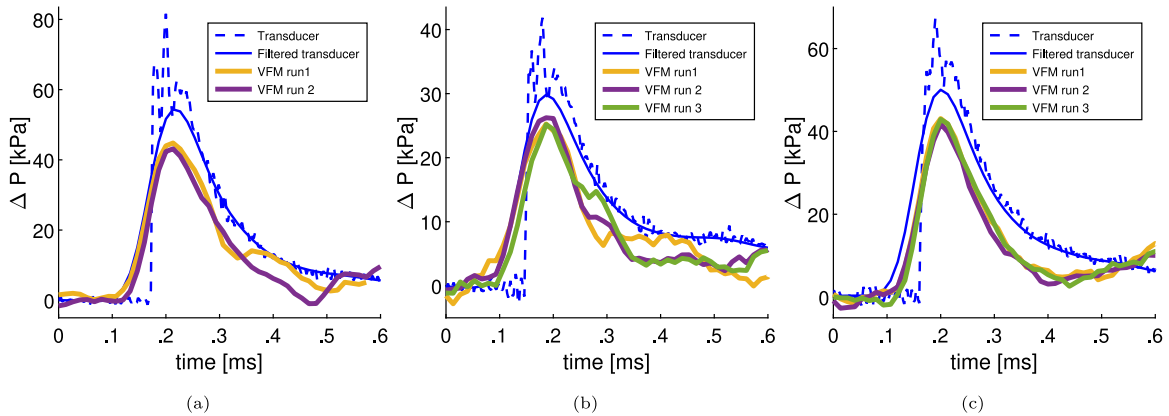 80
60
40
20
0
Δ P [kPa]
0 .1 .2 .3 .4 .5 .6
time [ms]
Transducer
Filtered transducer
VFM run1
VFM run 2
(a)
40
30
20
10
0
Δ P [kPa]
0 .1 .2 .3 .4 .5 .6
time [ms]
Transducer
Filtered transducer
VFM run1
VFM run 2
VFM run 3
(b)
60
40
20
0
Δ P [kPa]
0 .1 .2 .3 .4 .5 .6
time [ms]
Transducer
Filtered transducer
VFM run1
VFM run 2
VFM run 3
(c)